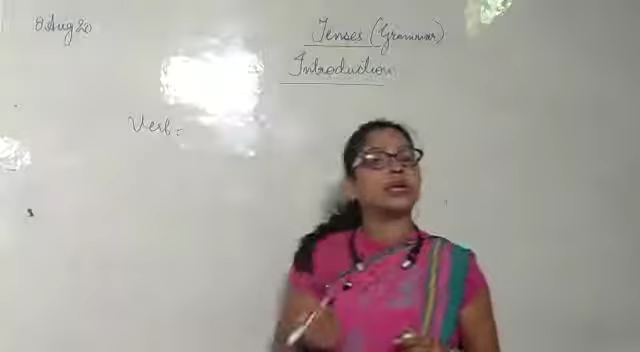 8 Aug 20
Tenses (Grammar)
Introduction
Verb :